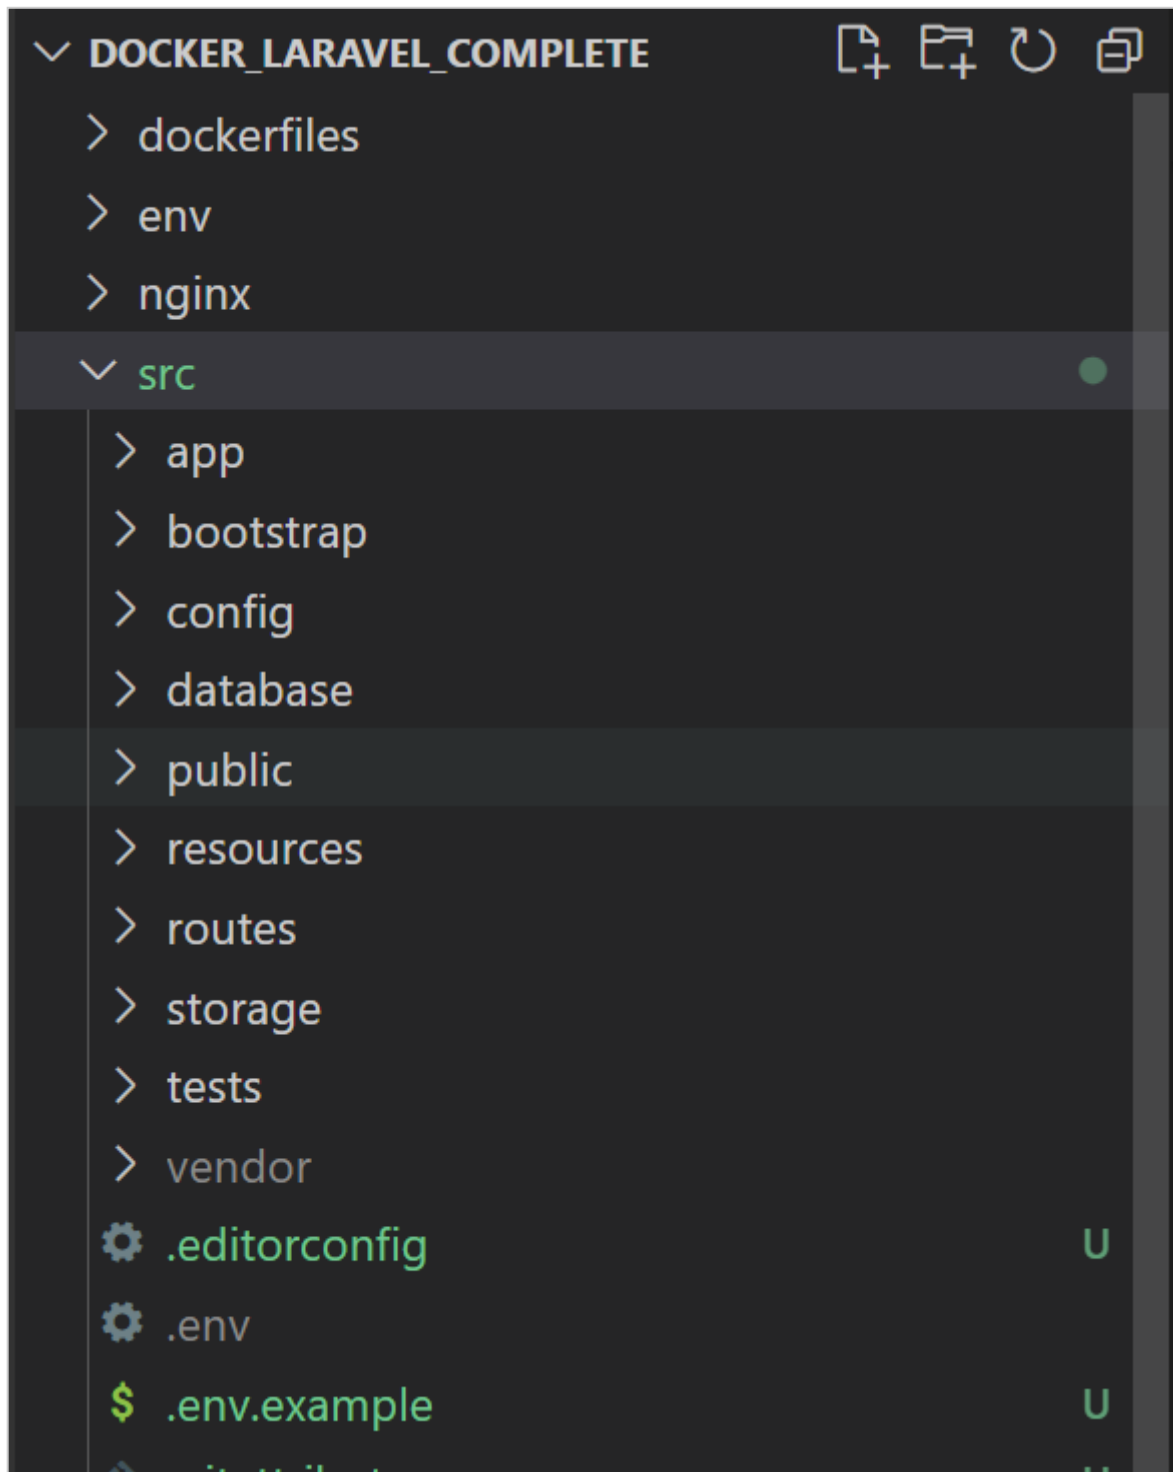 DOCKER_LARAVEL_COMPLETE
dockerfiles
env
nginx
src
app
bootstrap
config
database
public
resources
routes
storage
tests
vendor
.editorconfig U
.env
$ .env.example U